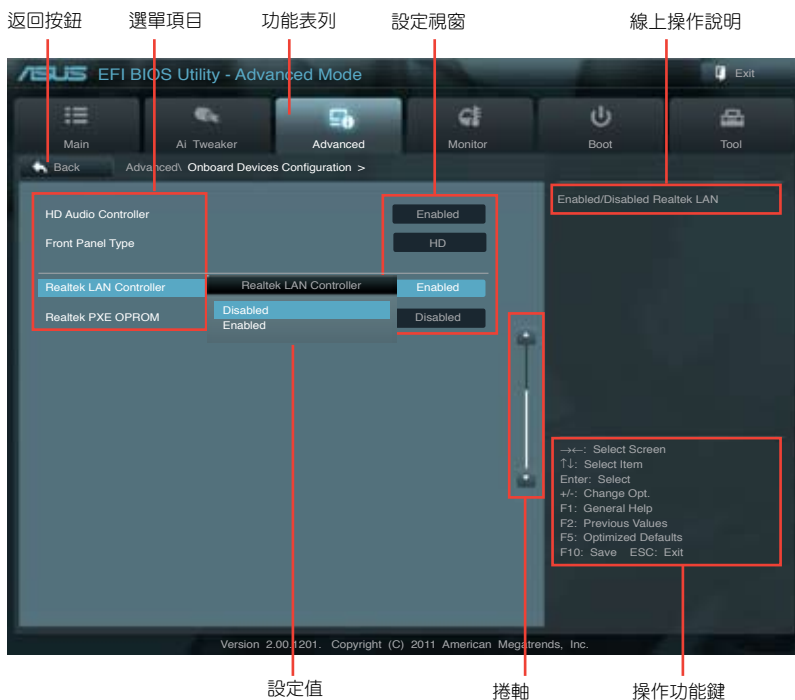 返回按鈕 選單項目 功能表列 設定視窗 線上操作說明
ASUS EFI BIOS Utility - Advanced Mode Exit
Main Ai Tweaker Advanced Monitor Boot Tool
Back Advanced\ Onboard Devices Configuration >
Enabled/Disabled Realtek LAN
HD Audio Controller Enabled
Front Panel Type HD
Realtek LAN Controller Realtek LAN Controller Enabled
Disabled
Enabled
Realtek PXE OPROM Disabled
→←: Select Screen
↑↓: Select Item
Enter: Select
+/-: Change Opt.
F1: General Help
F2: Previous Values
F5: Optimized Defaults
F10: Save ESC: Exit
Version 2.00.1201. Copyright (C) 2011 American Megatrends, Inc.
設定值 捲軸 操作功能鍵